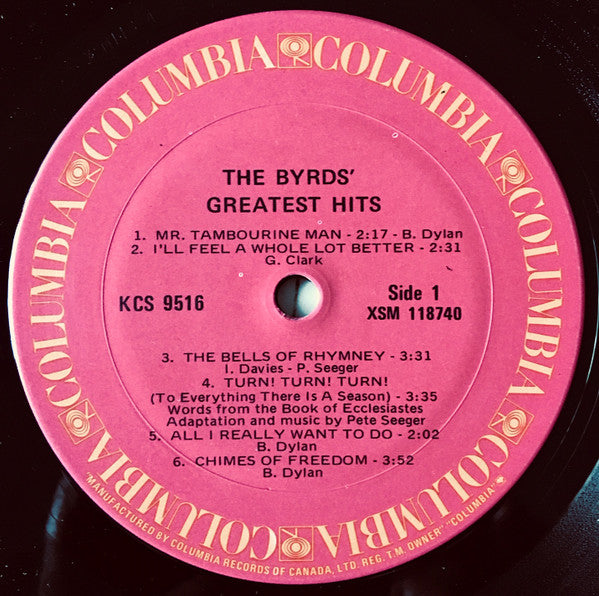 COLUMBIA COLUMBIA COLUMBIA COLUMBIA COLUMBIA COLUMBIA COLUMBIA
THE BYRDS'
GREATEST HITS
1. MR. TAMBOURINE MAN - 2:17 - B. Dylan
2. I'LL FEEL A WHOLE LOT BETTER - 2:31
G. Clark
KCS 9516
Side 1
XSM 118740
3. THE BELLS OF RHYMNEY - 3:31
I. Davies - P. Seeger
4. TURN! TURN! TURN!
(To Everything There Is A Season) - 3:35
Words from the Book of Ecclesiastes
Adaptation and music by Pete Seeger
5. ALL I REALLY WANT TO DO - 2:02
B. Dylan
6. CHIMES OF FREEDOM - 3:52
B. Dylan
"MANUFACTURED BY COLUMBIA RECORDS OF CANADA, LTD. REG. T.M. OWNER" "COLUMBIA"